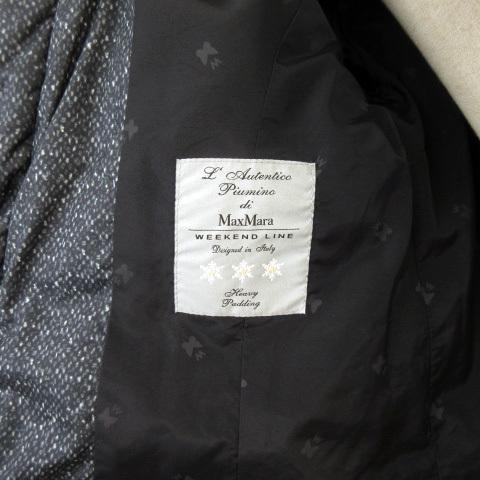 L' Autentico
Piumino
di
MaxMara
WEEKEND LINE
Designed in Italy
Heavy
Padding